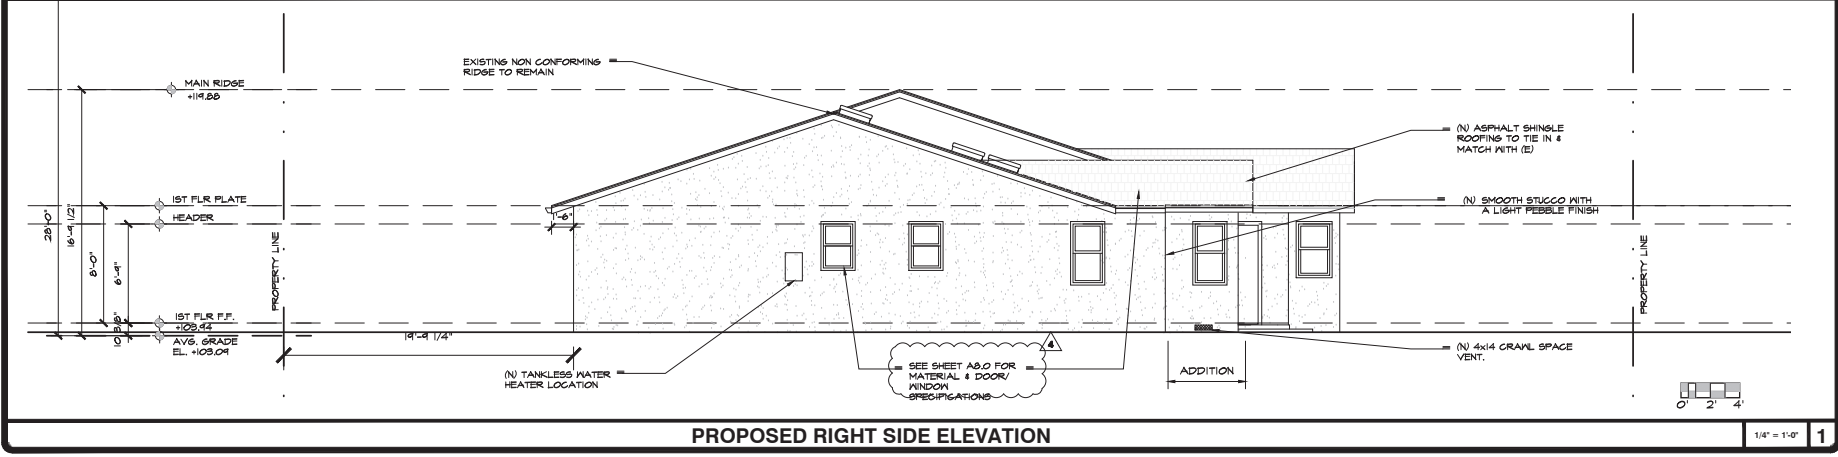 EXISTING NON CONFORMING
RIDGE TO REMAIN
MAIN RIDGE
+119.88
(N) ASPHALT SHINGLE
ROOFING TO TIE IN &
MATCH WITH (E)
1ST FLR PLATE
HEADER
(N) SMOOTH STUCCO WITH
A LIGHT PEBBLE FINISH
28'-0"
16'-9 1/2"
8'-0"
6'-9"
PROPERTY LINE
PROPERTY LINE
1ST FLR F.F.
+103.94
AVG. GRADE
EL. +103.09
19'-9 1/4"
(N) TANKLESS WATER
HEATER LOCATION
SEE SHEET A8.0 FOR
MATERIAL & DOOR/
WINDOW
SPECIFICATIONS
4
(N) 4x14 CRAWL SPACE
VENT.
ADDITION
0' 2' 4'
PROPOSED RIGHT SIDE ELEVATION
1/4" = 1'-0"
1